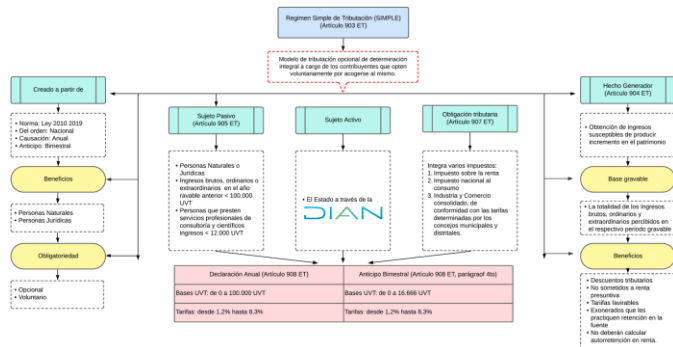 Regimen Simple de Tributación (SIMPLE)
(Artículo 903 ET)
Modelo de tributación opcional de determinación
integral a cargo de los contribuyentes que opten
voluntariamente por acogerse al mismo.
Creado a partir de
• Norma: Ley 2010 2019
• Del orden: Nacional
• Causación: Anual
• Anticipo: Bimestral
Beneficios
• Personas Naturales
• Personas Jurídicas
Obligatoriedad
• Opcional
• Voluntario
Sujeto Pasivo
(Artículo 905 ET)
• Personas Naturales o
Jurídicas
• Ingresos brutos, ordinarios o
extraordinarios en el año
ravable anterior < 100.000
UVT
• Personas que presten
servicios profesionales de
consultoría y científicos
ingresos < 12.000 UVT
Sujeto Activo
• El Estado a través de la
DIAN
Obligación tributaria
(Artículo 907 ET)
Integra varios impuestos:
1. Impuesto sobre la renta
2. Impuesto nacional al
consumo
3. Industria y Comercio
consolidado, de
conformidad con las tarifas
determinadas por los
concejos municipales y
distritales.
Declaración Anual (Artículo 908 ET)
Anticipo Bimestral (Artículo 908 ET, parágraf 4to)
Bases UVT: de 0 a 100.000 UVT
Bases UVT: de 0 a 16.666 UVT
Tarifas: desde 1,2% hasta 8,3%
Tarifas: desde 1,2% hasta 8,3%
Hecho Generador
(Artículo 904 ET)
• Obtención de ingresos
susceptibles de producir
incremento en el patrimonio
Base gravable
• La totalidad de los Ingresos
brutos, ordinarios y
extraordinarios percibidos en
el respectivo periodo gravable
Beneficios
• Descuentos tributarios
• No sometidos a renta
presuntiva
• Tarifas favirables
• Exonerados que les
practiquen retención en la
fuente
• No deberán calcular
autorretención en renta.